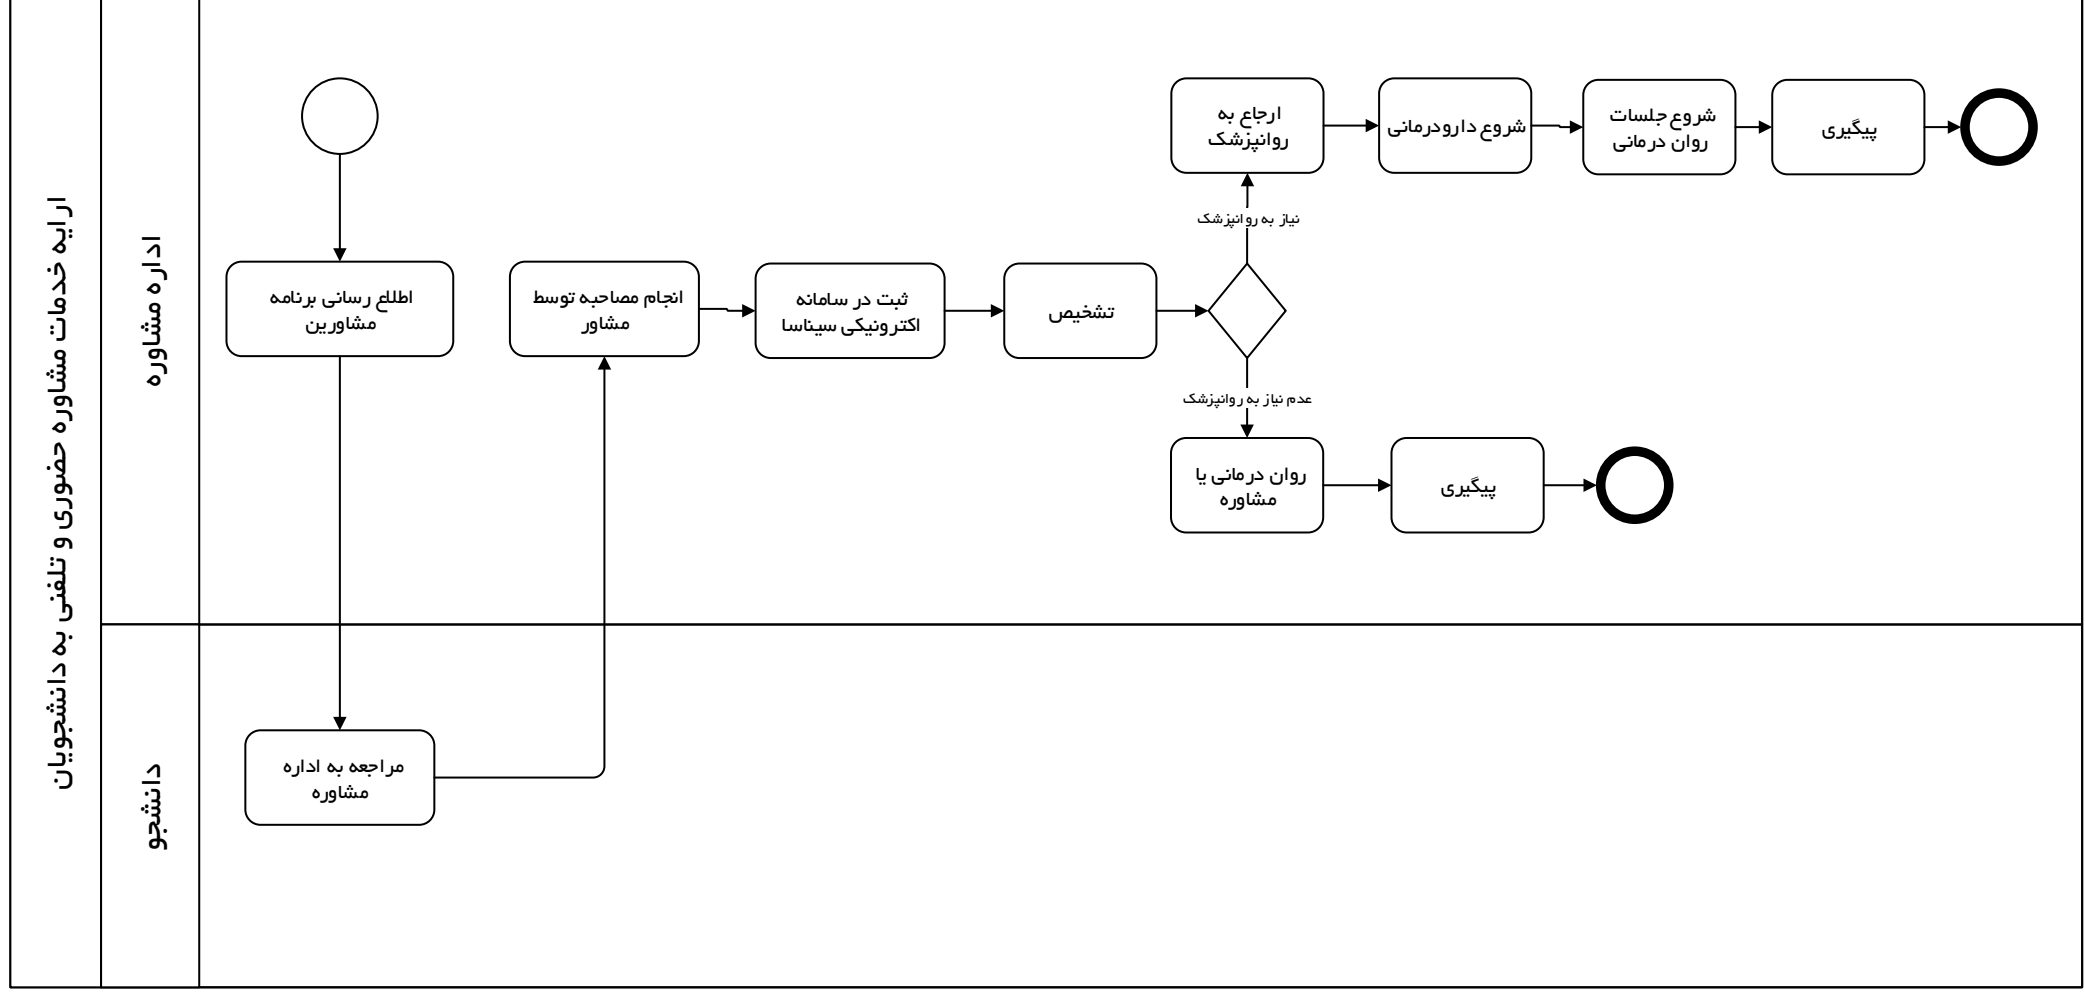 ارایه خدمات مشاوره حضوری و تلفنی به دانشجویان
اداره مشاوره
دانشجو
اطلاع رسانی برنامه
مشاورین
مراجعه به اداره
مشاوره
انجام مصاحبه توسط
مشاور
ثبت در سامانه
اکترونیکی سیناسا
تشخیص
نیاز به روانپزشک
ارجاع به
روانپزشک
شروع دارودرمانی
شروع جلسات
روان درمانی
پیگیری
عدم نیاز به روانپزشک
روان درمانی یا
مشاوره
پیگیری